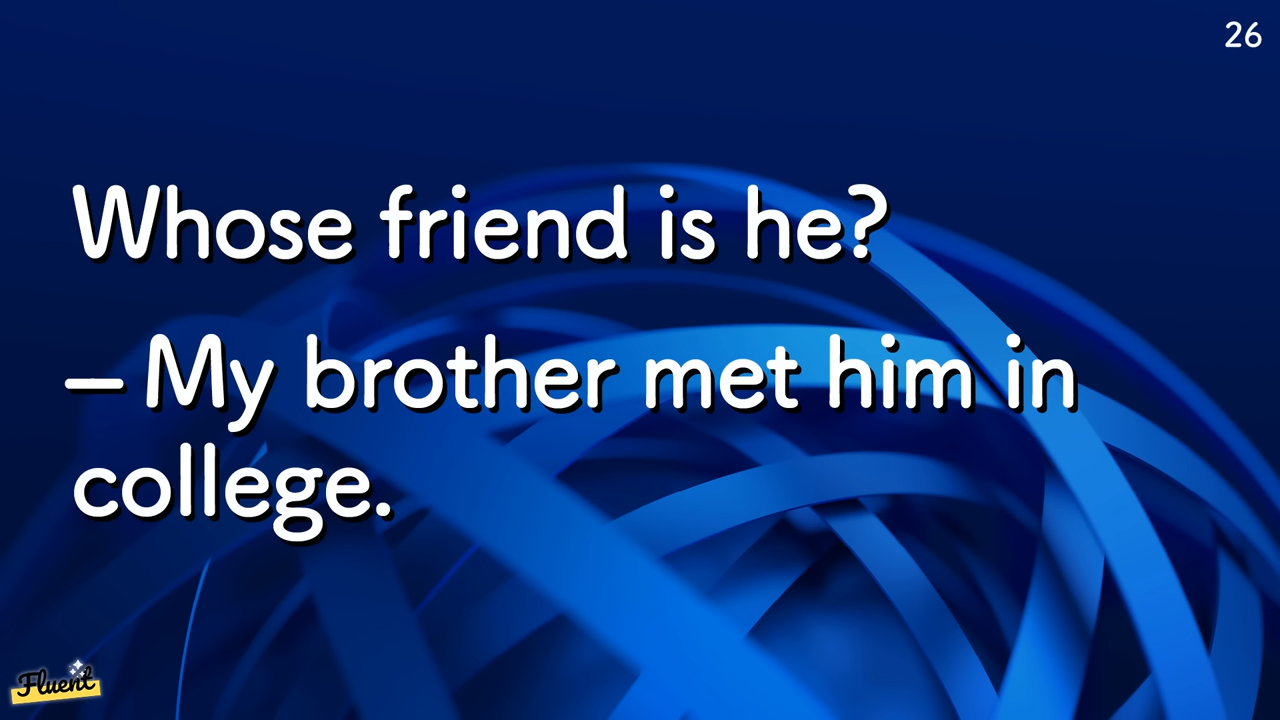 26
Whose friend is he?
– My brother met him in
college.
Fluent